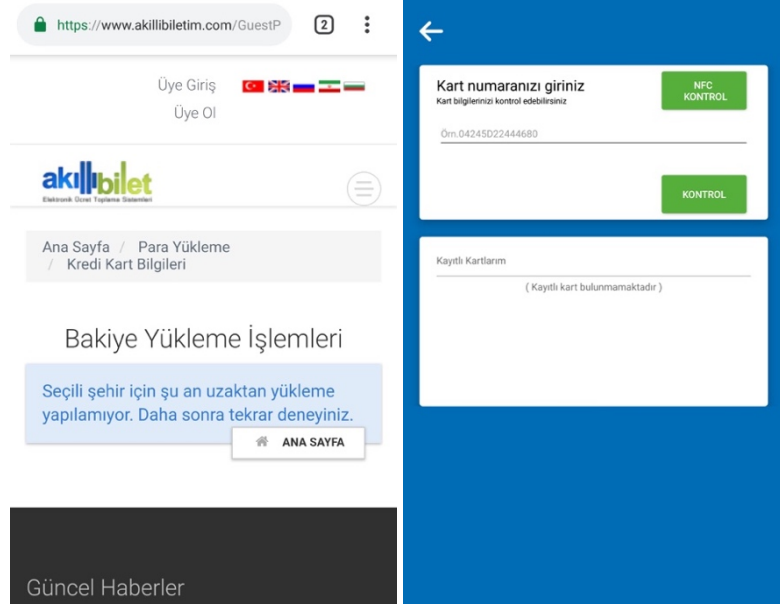 https://www.akillibiletim.com/GuestP
2
Üye Giriş
Üye Ol
akıllıbilet
Elektronik Ücret Toplama Sistemleri
Ana Sayfa / Para Yükleme
/ Kredi Kart Bilgileri
Bakiye Yükleme İşlemleri
Seçili şehir için şu an uzaktan yükleme
yapılamıyor. Daha sonra tekrar deneyiniz.
ANA SAYFA
Güncel Haberler
Kart numaranızı giriniz
Kart bilgilerinizi kontrol edebilirsiniz
NFC
KONTROL
Örn.04245D22444680
KONTROL
Kayıtlı Kartlarım
( Kayıtlı kart bulunmamaktadır )